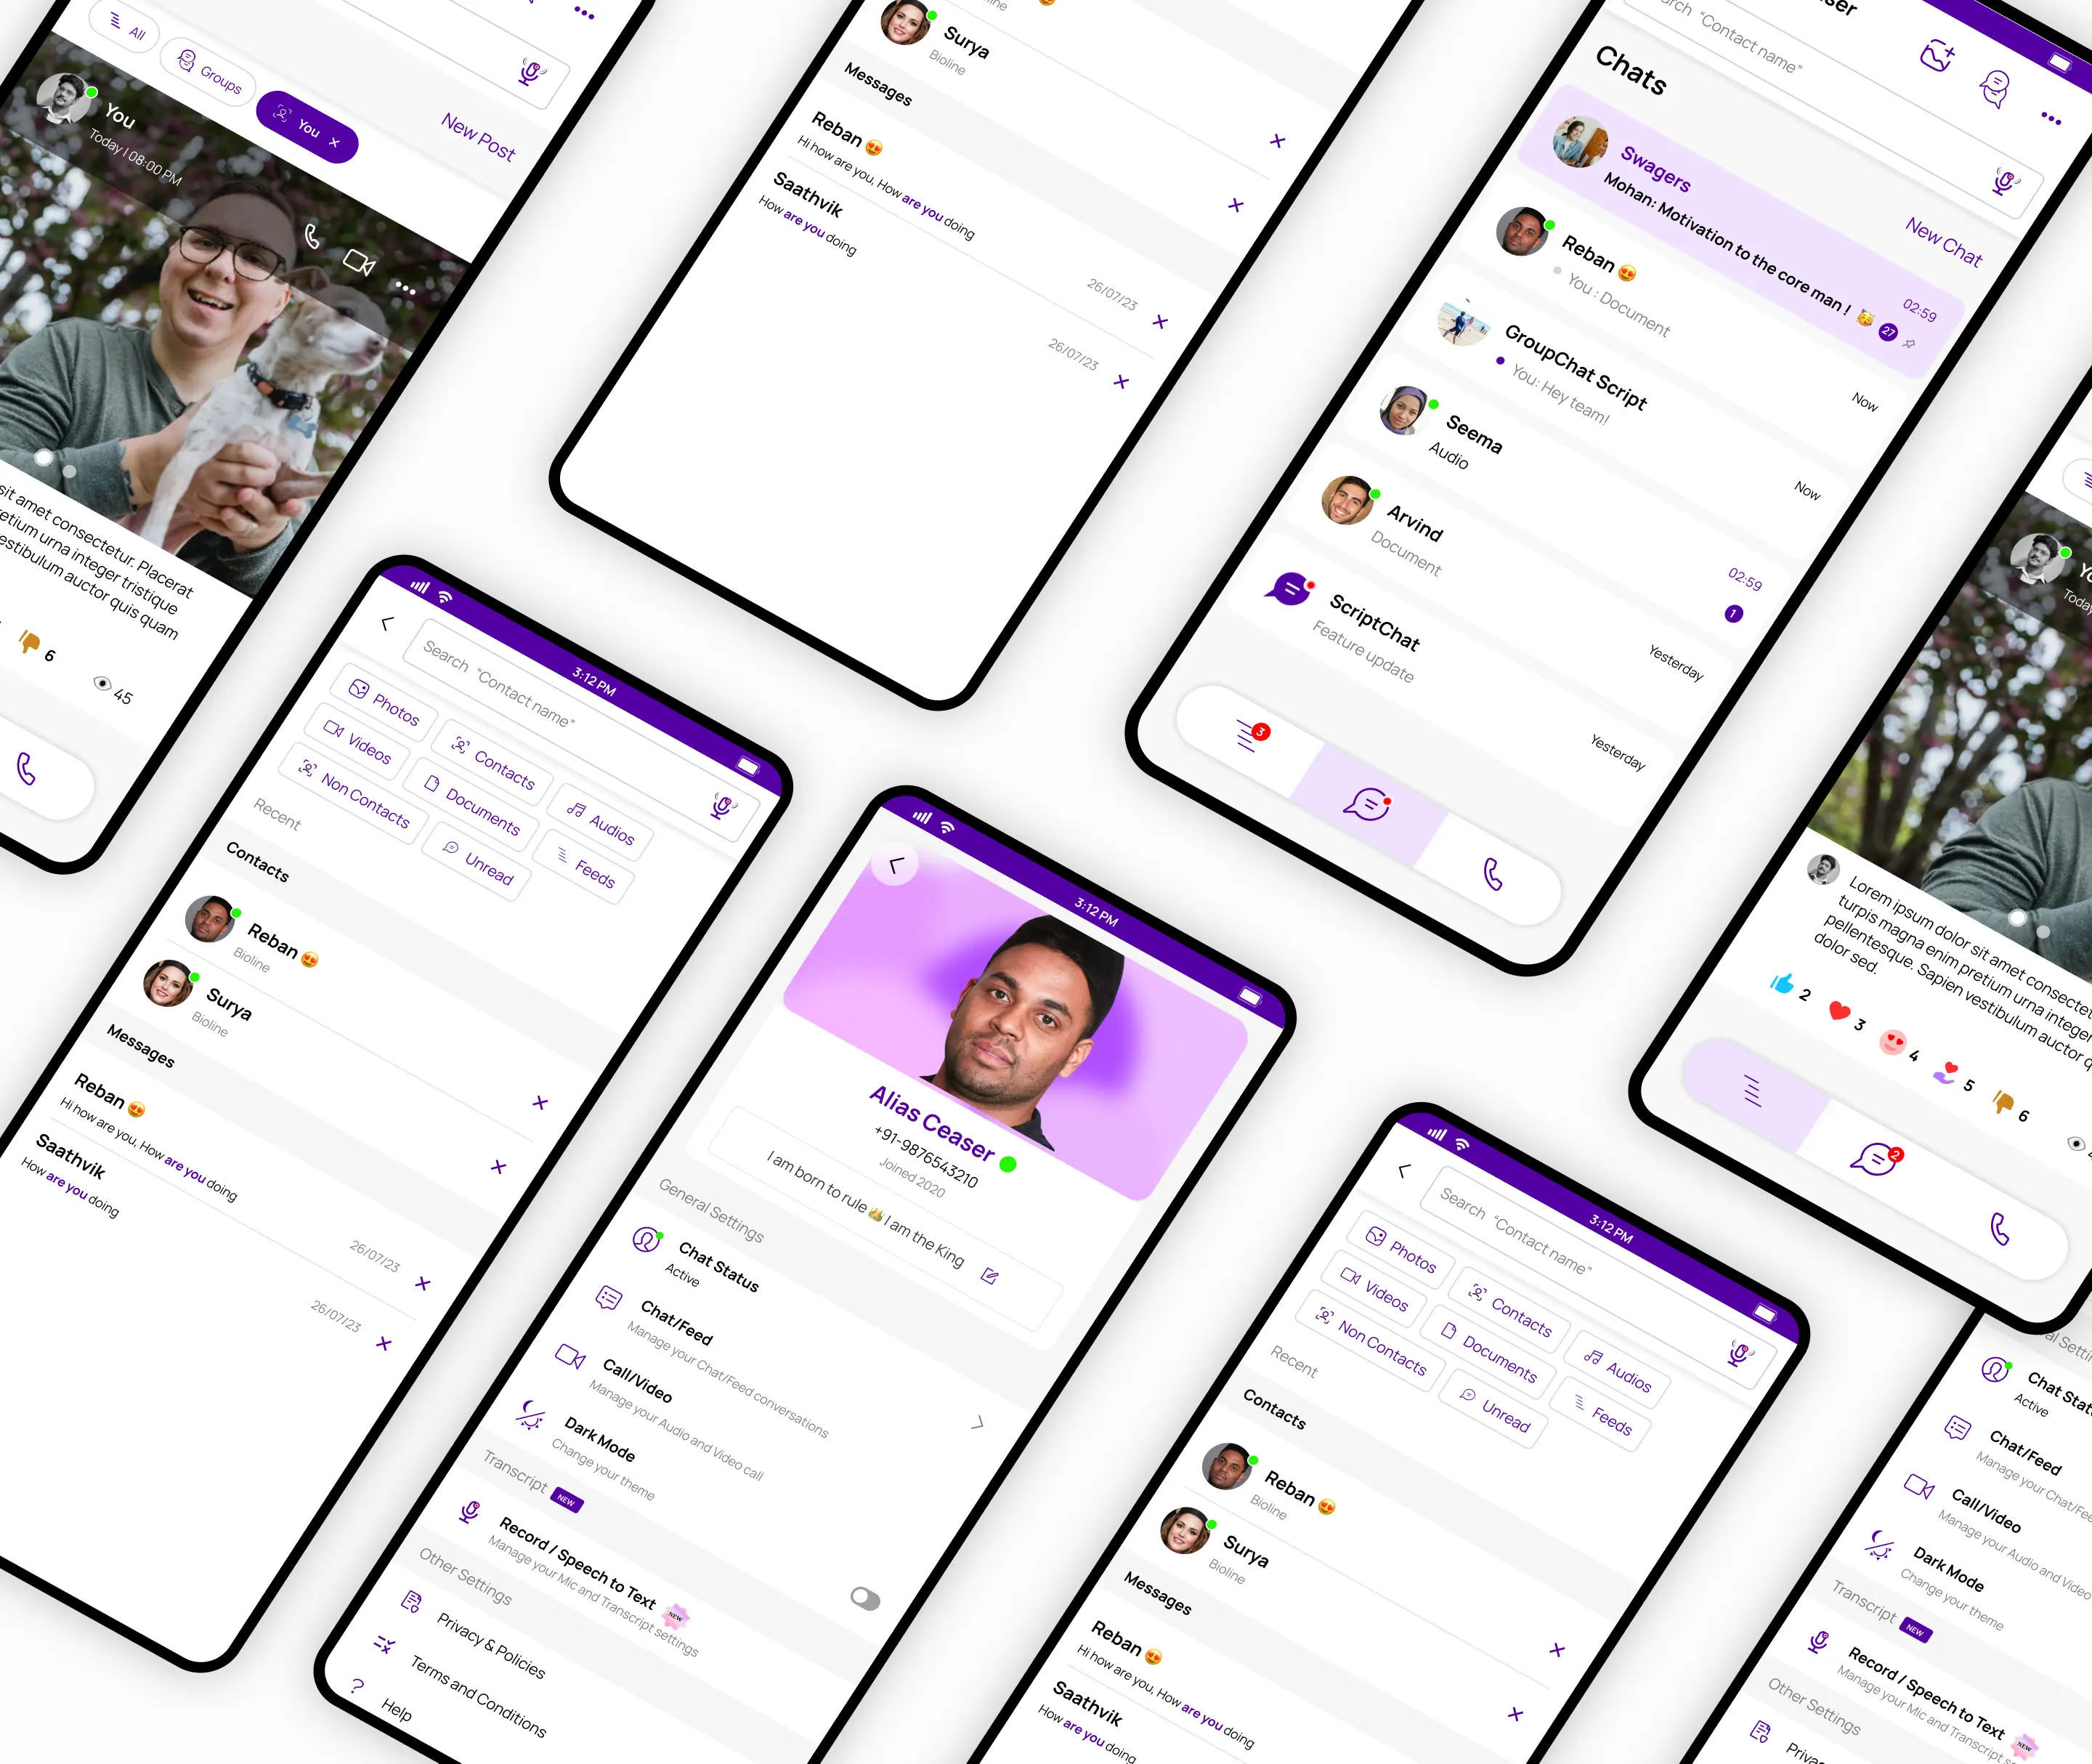 All
Groups
You
New Post
You
Today | 08:00 PM
sit amet consectetur. Placerat
pretium urna integer tristique
vestibulum auctor quis quam
6
45
Surya
Bioline
Messages
Reban 😍
Hi how are you, How are you doing
26/07/23
Saathvik
How are you doing
26/07/23
Search "Contact name"
Chats
New Chat
Swagers
Mohan: Motivation to the core man ! 🥳
02:59
27
Reban 😍
You : Document
Now
GroupChat Script
You: Hey team!
Now
Seema
Audio
02:59
1
Arvind
Document
Yesterday
ScriptChat
Feature update
Yesterday
3
3:12 PM
Search "Contact name"
Photos
Contacts
Audios
Videos
Documents
Feeds
Non Contacts
Unread
Recent
Contacts
Reban 😍
Bioline
Surya
Bioline
Messages
Reban 😍
Hi how are you, How are you doing
26/07/23
Saathvik
How are you doing
26/07/23
3:12 PM
Alias Ceaser
+91-9876543210
Joined 2020
I am born to rule 👑 I am the King
General Settings
Chat Status
Active
Chat/Feed
Manage your Chat/Feed conversations
Call/Video
Manage your Audio and Video call
Dark Mode
Change your theme
Transcript NEW
Record / Speech to Text NEW
Manage your Mic and Transcript settings
Other Settings
Privacy & Policies
Terms and Conditions
Help
Lorem ipsum dolor sit amet consectet
turpis magna enim pretium urna integer
pellentesque. Sapien vestibulum auctor q
dolor sed.
2
3
4
5
6
2
3:12 PM
Search "Contact name"
Photos
Contacts
Audios
Videos
Documents
Feeds
Non Contacts
Unread
Recent
Contacts
Reban 😍
Bioline
Surya
Bioline
Messages
Reban 😍
Hi how are you, How are you doing
Saathvik
How are you doing
Chat Stat
Active
Chat/Feed
Manage your Chat/Fee
Call/Video
Manage your Audio and Video
Dark Mode
Change your theme
Transcript NEW
Record / Speech to Text NEW
Manage your Mic and Transcript se
Other Settings